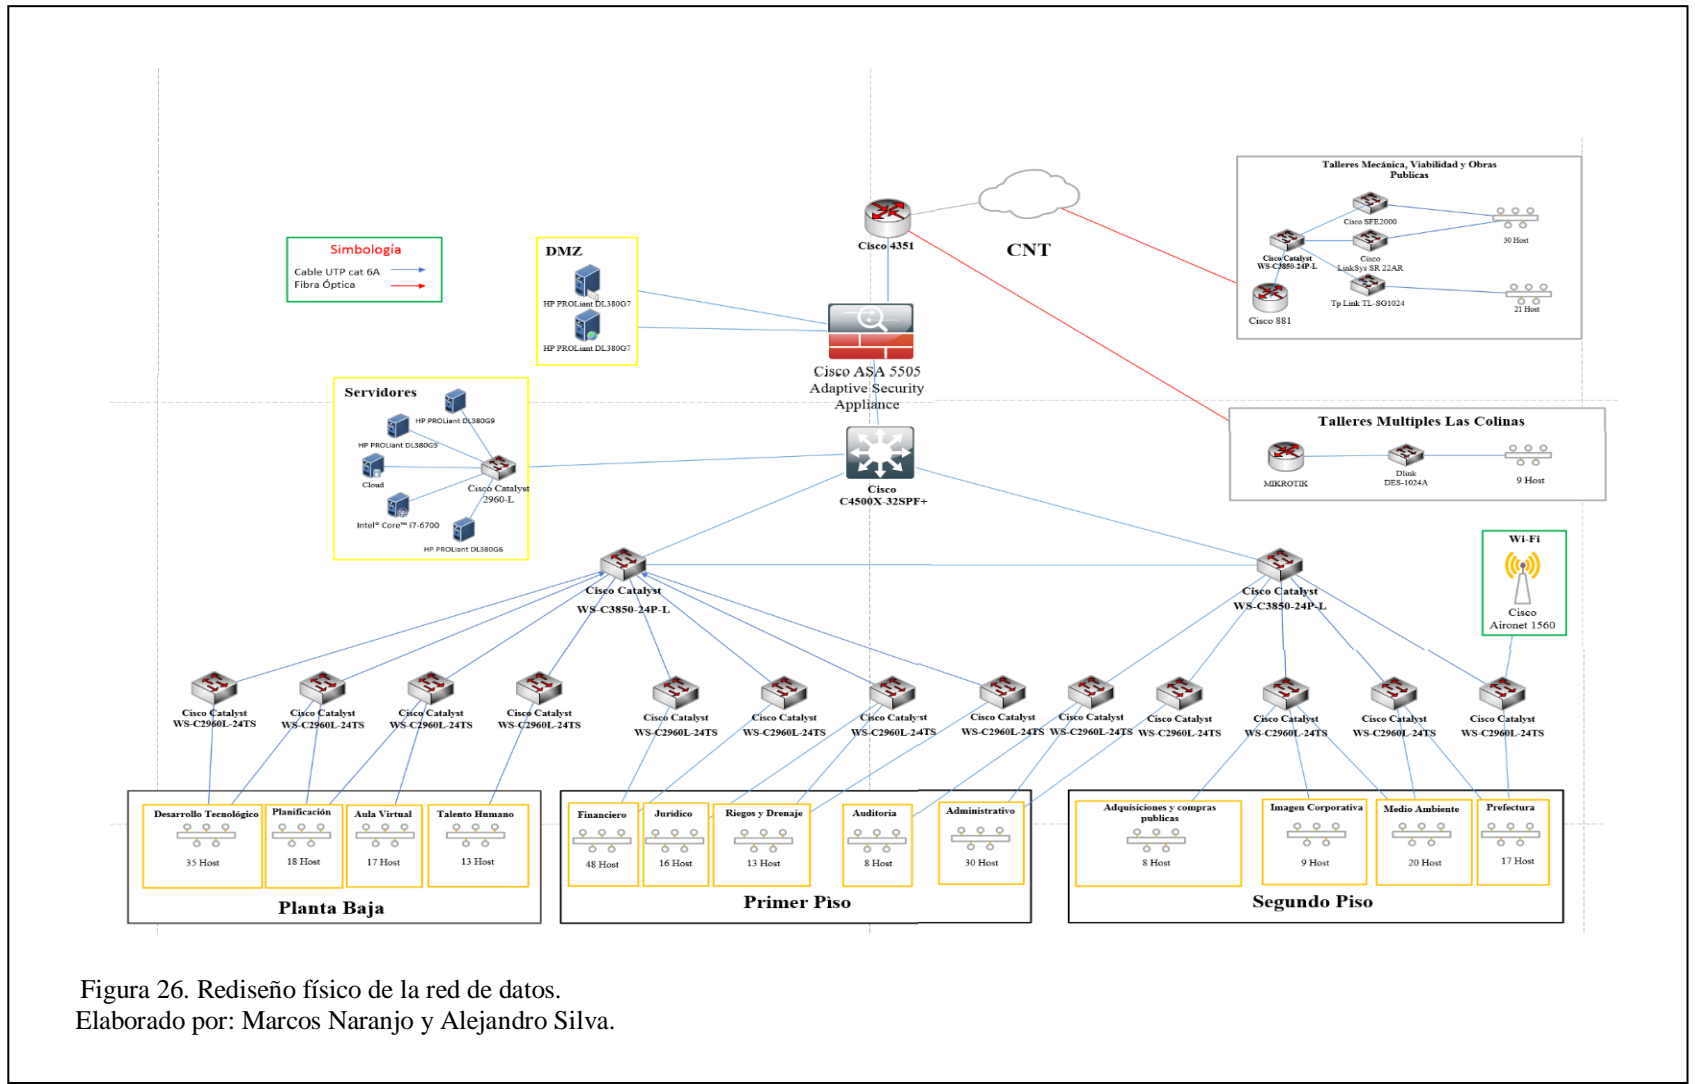 Talleres Mecánica, Viabilidad y Obras
Publicas
Cisco SFE2000
30 Host
Cisco Catalyst
WS-C3850-24P-L
Cisco
LinkSys SR 22AR
Tp Link TL-SG1024
21 Host
Cisco 881
Cisco 4351
CNT
Simbología
Cable UTP cat 6A
Fibra Óptica
DMZ
HP PROLiant DL380G7
HP PROLiant DL380G7
Cisco ASA 5505
Adaptive Security
Appliance
Servidores
HP PROLiant DL380G9
HP PROLiant DL380G9
Cloud
Cisco Catalyst
2960-L
Intel® Core™ i7-6700
HP PROLiant DL380G6
Cisco
C4500X-32SPF+
Talleres Multiples Las Colinas
MIKROTIK
Dlink
DES-1024A
9 Host
Wi-Fi
Cisco
Aironet 1560
Cisco Catalyst
WS-C3850-24P-L
Cisco Catalyst
WS-C3850-24P-L
Cisco Catalyst
WS-C2960L-24TS
Cisco Catalyst
WS-C2960L-24TS
Cisco Catalyst
WS-C2960L-24TS
Cisco Catalyst
WS-C2960L-24TS
Cisco Catalyst
WS-C2960L-24TS
Cisco Catalyst
WS-C2960L-24TS
Cisco Catalyst
WS-C2960L-24TS
Cisco Catalyst
WS-C2960L-24TS
Cisco Catalyst
WS-C2960L-24TS
Cisco Catalyst
WS-C2960L-24TS
Cisco Catalyst
WS-C2960L-24TS
Cisco Catalyst
WS-C2960L-24TS
Cisco Catalyst
WS-C2960L-24TS
Desarrollo Tecnológico
35 Host
Planificación
18 Host
Aula Virtual
17 Host
Talento Humano
13 Host
Planta Baja
Financiero
48 Host
Jurídico
16 Host
Riegos y Drenaje
13 Host
Auditoria
8 Host
Administrativo
30 Host
Primer Piso
Adquisiciones y compras
publicas
8 Host
Imagen Corporativa
9 Host
Medio Ambiente
20 Host
Prefectura
17 Host
Segundo Piso
Figura 26. Rediseño físico de la red de datos.
Elaborado por: Marcos Naranjo y Alejandro Silva.